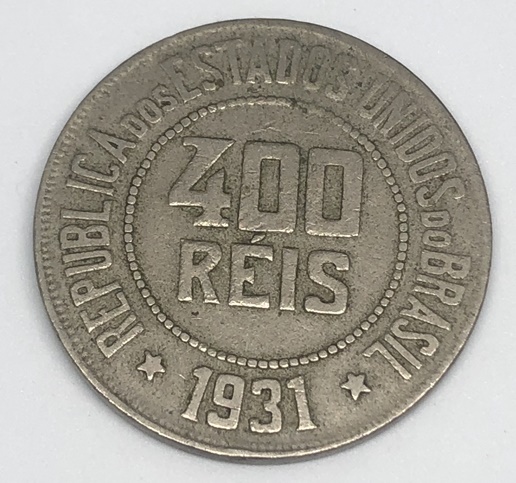 REPUBLICA DOS ESTADOS UNIDOS DO BRASIL
400
RÉIS
1931